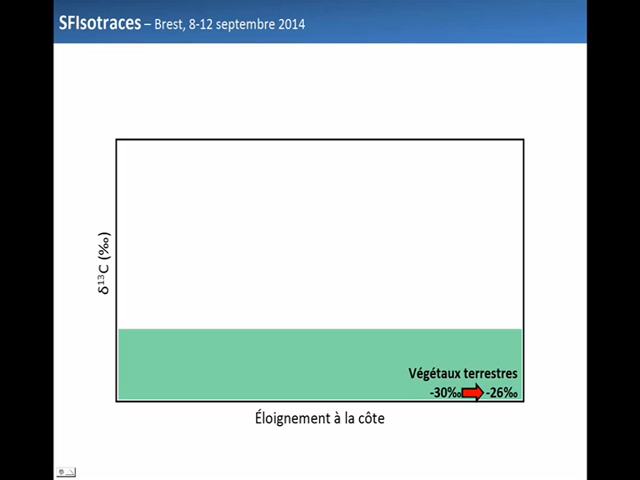 SFIsotraces – Brest, 8-12 septembre 2014
δ¹³C (‰)
Végétaux terrestres
-30‰ -26‰
Éloignement à la côte